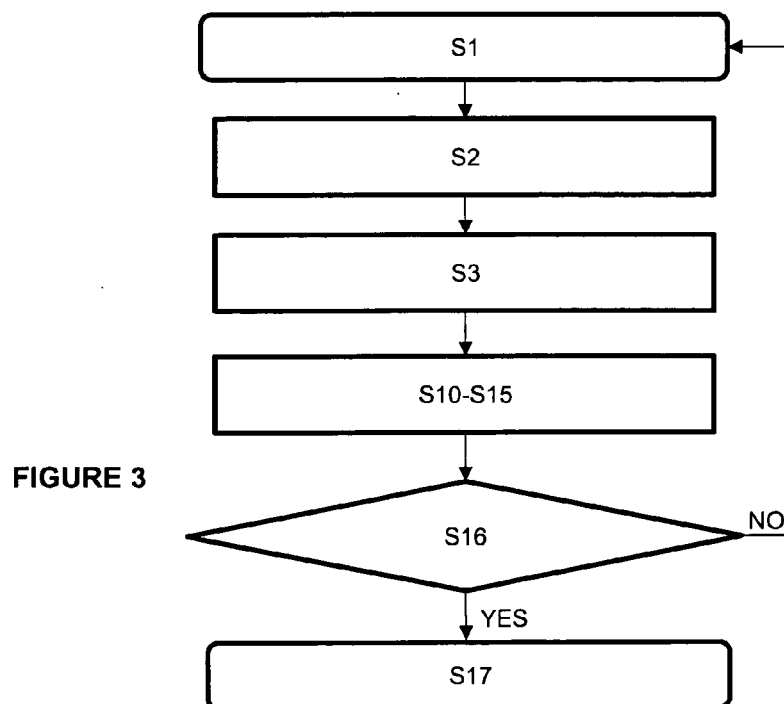 S1
S2
S3
S10-S15
FIGURE 3
S16
NO
YES
S17